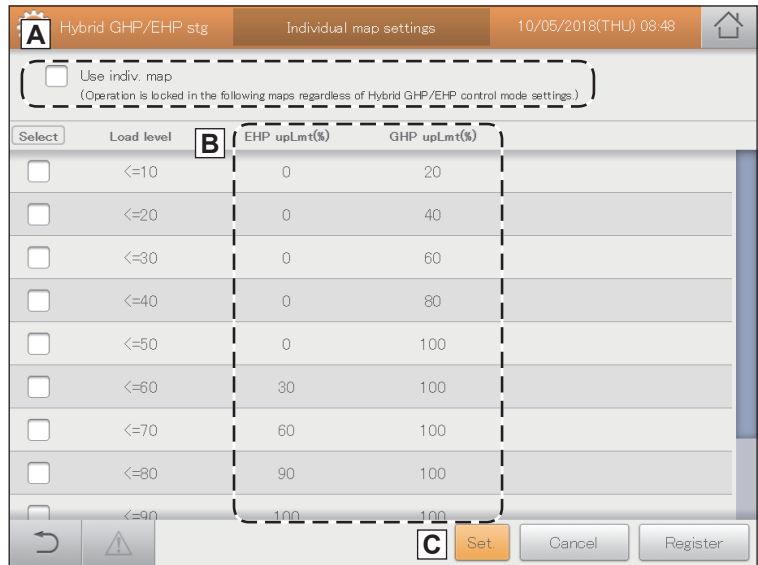 A Hybrid GHP/EHP stg Individual map settings 10/05/2018(THU) 08:48
Use indiv. map
(Operation is locked in the following maps regardless of Hybrid GHP/EHP control mode settings.)
Select Load level B EHP upLmt(%) GHP upLmt(%)
<=10 0 20
<=20 0 40
<=30 0 60
<=40 0 80
<=50 0 100
<=60 30 100
<=70 60 100
<=80 90 100
<=90 100 100
C Set. Cancel Register